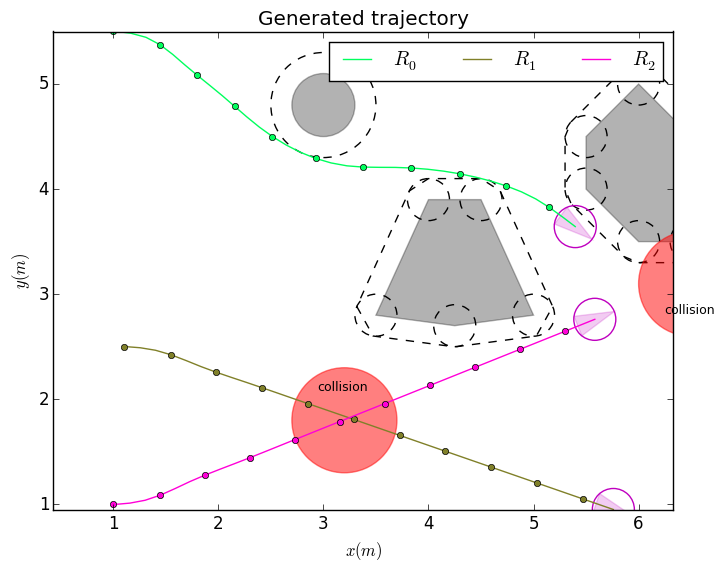 Generated trajectory
R0 R1 R2
5
4
3
2
1
y(m)
collision
collision
1 2 3 4 5 6
x(m)